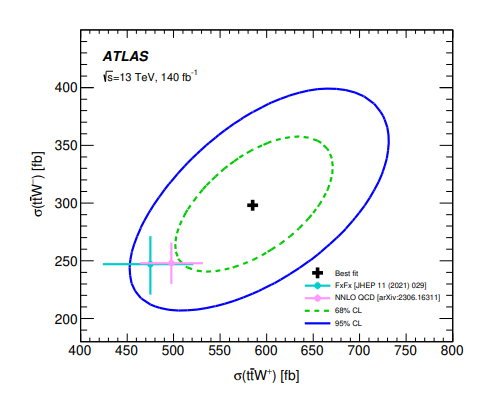 ATLAS
√s=13 TeV, 140 fb⁻¹
400
350
300
250
200
σ(tt̄W⁻) [fb]
Best fit
FxFx [JHEP 11 (2021) 029]
NNLO QCD [arXiv:2306.16311]
68% CL
95% CL
400 450 500 550 600 650 700 750 800
σ(tt̄W⁺) [fb]